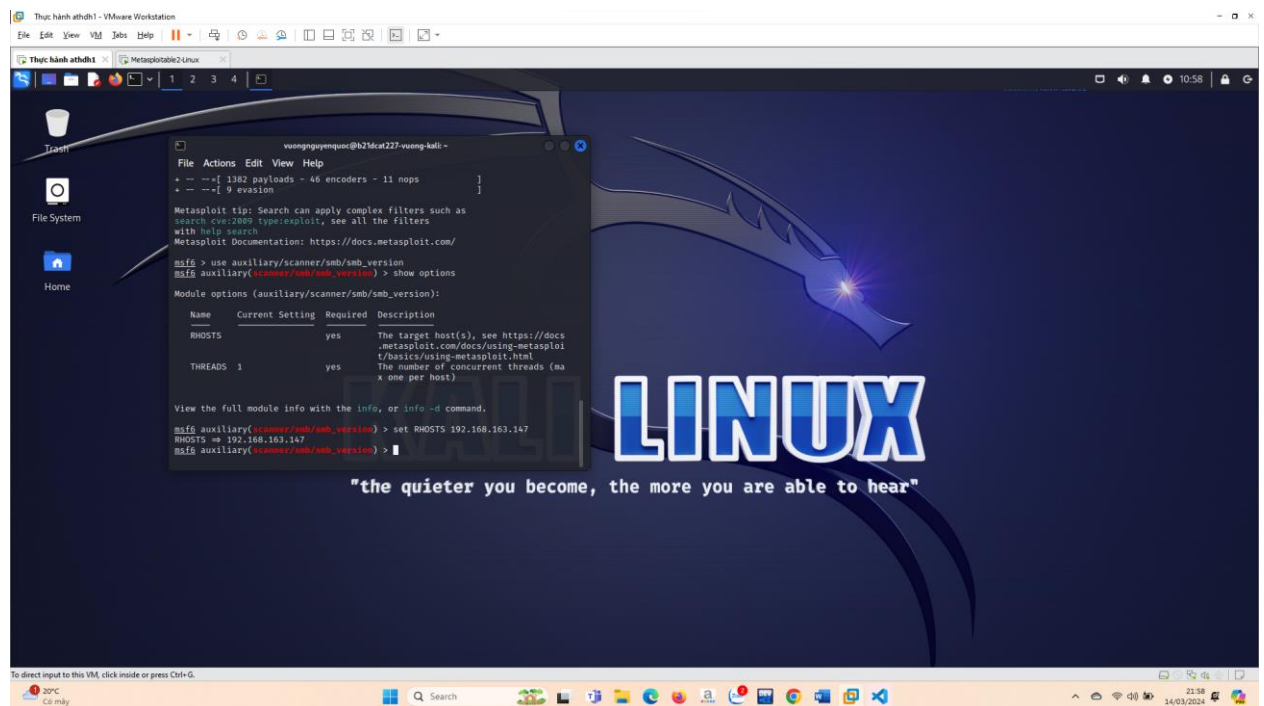 Thực hành athdh1 - VMware Workstation
File Edit View VM Tabs Help
Thực hành athdh1 Metasploitable2-Linux
1 2 3 4 10:58
Trash
File System
Home
vuongnguyenquoc@b21dcat227-vuong-kali: ~
File Actions Edit View Help
+ -- --=[ 1382 payloads - 46 encoders - 11 nops ]
+ -- --=[ 9 evasion ]
Metasploit tip: Search can apply complex filters such as
search cve:2009 type:exploit, see all the filters
with help search
Metasploit Documentation: https://docs.metasploit.com/
msf6 > use auxiliary/scanner/smb/smb_version
msf6 auxiliary(scanner/smb/smb_version) > show options
Module options (auxiliary/scanner/smb/smb_version):
Name Current Setting Required Description
RHOSTS yes The target host(s), see https://docs
.metasploit.com/docs/using-metasploi
t/basics/using-metasploit.html
THREADS 1 yes The number of concurrent threads (ma
x one per host)
View the full module info with the info, or info -d command.
msf6 auxiliary(scanner/smb/smb_version) > set RHOSTS 192.168.163.147
RHOSTS ⇒ 192.168.163.147
msf6 auxiliary(scanner/smb/smb_version) >
KALI LINUX
"the quieter you become, the more you are able to hear"
To direct input to this VM, click inside or press Ctrl+G.
20°C
Có mây
Search
21:58
14/03/2024